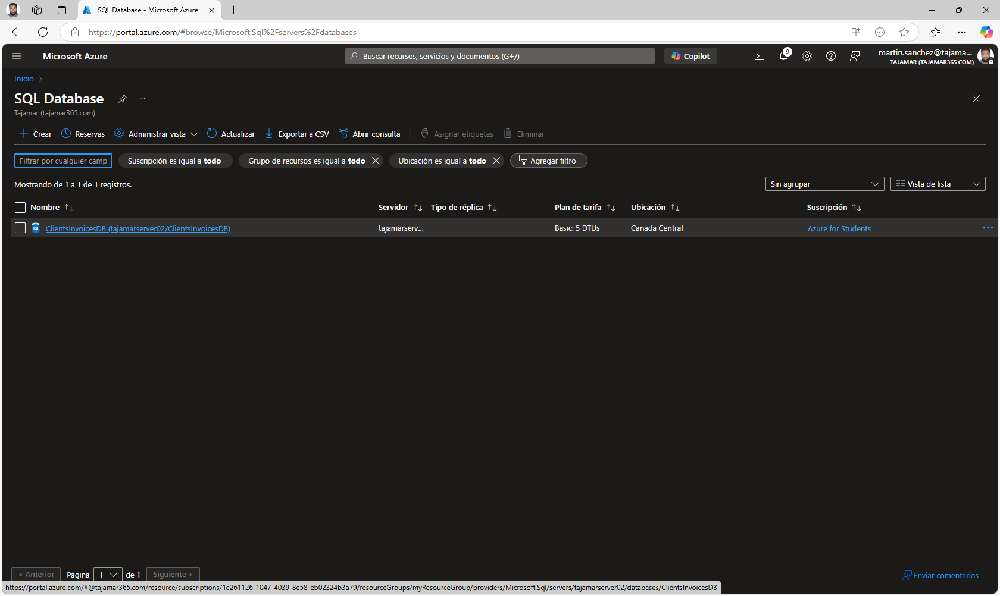 SQL Database - Microsoft Azure
https://portal.azure.com/#browse/Microsoft.Sql%2Fservers%2Fdatabases
Microsoft Azure
Buscar recursos, servicios y documentos (G+/)
Copilot
9
martin.sanchez@tajama...
TAJAMAR (TAJAMAR365.COM)
Inicio
SQL Database
Tajamar (tajamar365.com)
Crear Reservas Administrar vista Actualizar Exportar a CSV Abrir consulta Asignar etiquetas Eliminar
Filtrar por cualquier camp Suscripción es igual a todo Grupo de recursos es igual a todo Ubicación es igual a todo Agregar filtro
Mostrando de 1 a 1 de 1 registros.
Sin agrupar Vista de lista
Nombre Servidor Tipo de réplica Plan de tarifa Ubicación Suscripción
SQL ClientsInvoicesDB (tajamarserver02/ClientsInvoicesDB) tajamarserv... -- Basic: 5 DTUs Canada Central Azure for Students
< Anterior Página 1 de 1 Siguiente >
Enviar comentarios
https://portal.azure.com/#@tajamar365.com/resource/subscriptions/1e261126-1047-4039-8e58-eb02324b3a79/resourceGroups/myResourceGroup/providers/Microsoft.Sql/servers/tajamarserver02/databases/ClientsInvoicesDB